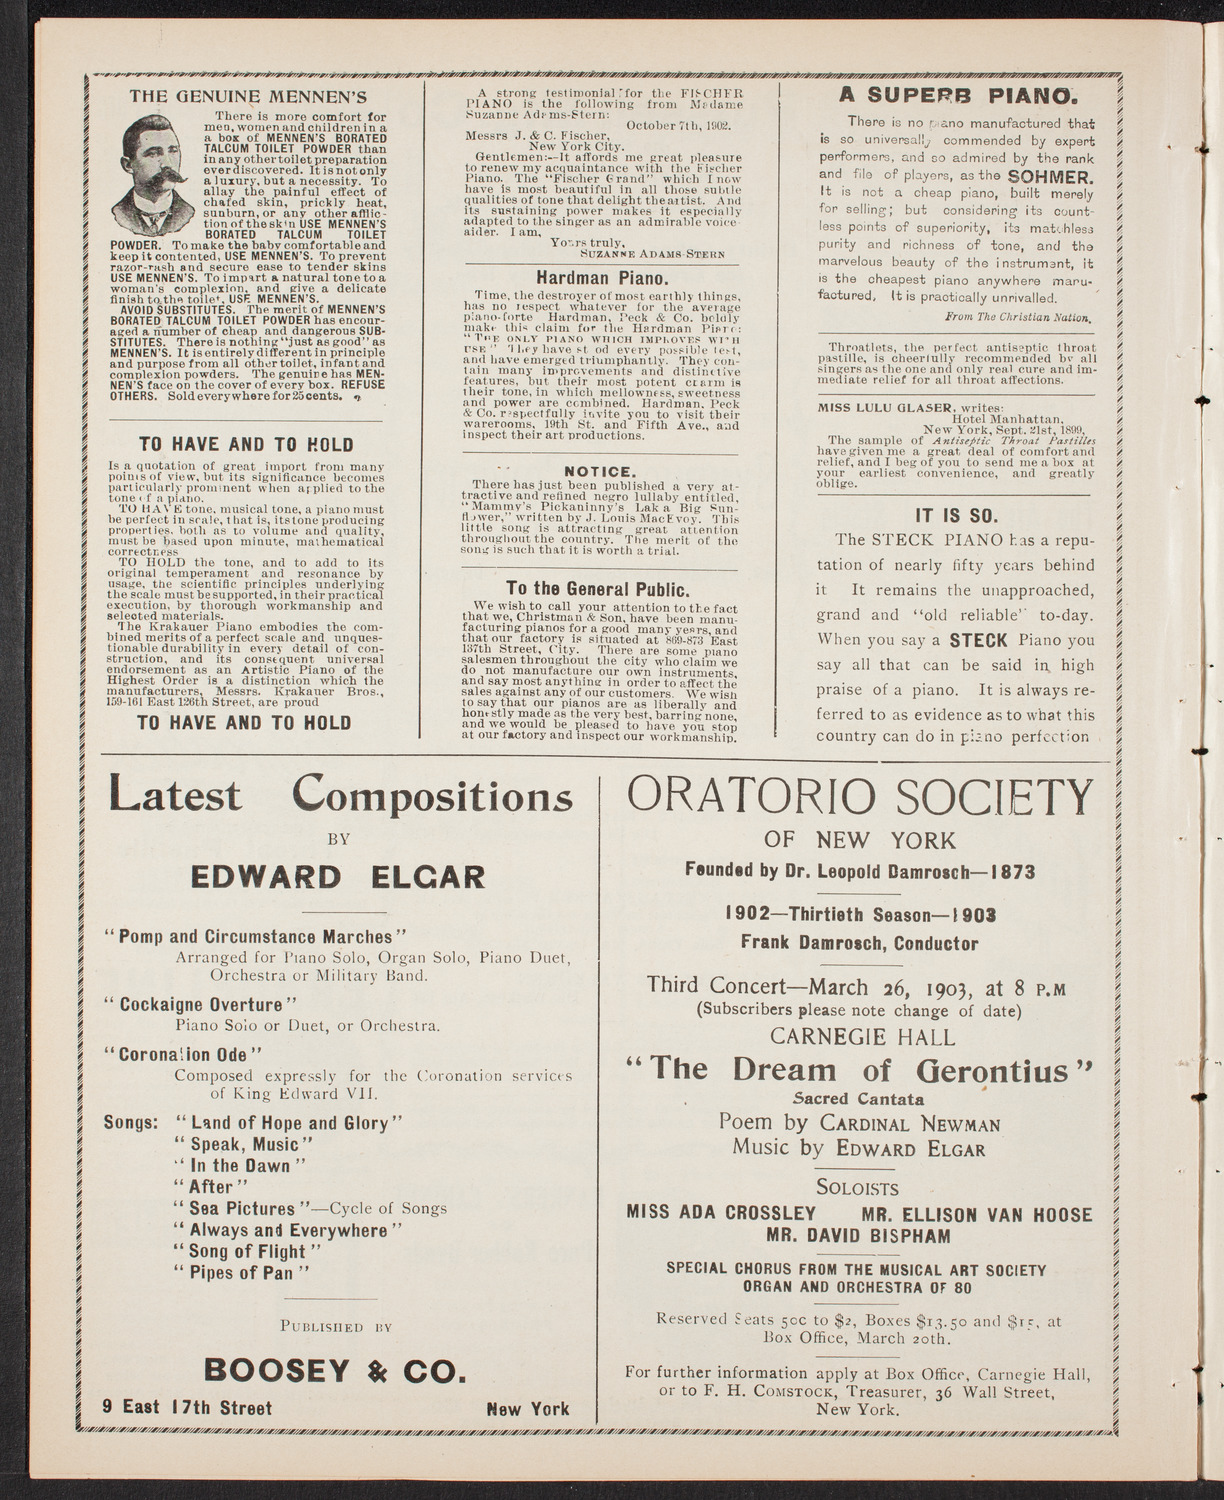 THE GENUINE MENNEN'S
There is more comfort for
men, women and children in a
a box of MENNEN'S BORATED
TALCUM TOILET POWDER than
in any other toilet preparation
ever discovered. It is not only
a luxury, but a necessity. To
allay the painful effect of
chafed skin, prickly heat,
sunburn, or any other afflic-
tion of the skin USE MENNEN'S
BORATED TALCUM TOILET
POWDER. To make the baby comfortable and
keep it contented, USE MENNEN'S. To prevent
razor-rash and secure ease to tender skins
USE MENNEN'S. To impart a natural tone to a
woman's complexion, and give a delicate
finish to the toilet, USE MENNEN'S.
AVOID SUBSTITUTES. The merit of MENNEN'S
BORATED TALCUM TOILET POWDER has encour-
aged a number of cheap and dangerous SUB-
STITUTES. There is nothing "just as good" as
MENNEN'S. It is entirely different in principle
and purpose from all other toilet, infant and
complexion powders. The genuine has MEN-
NEN'S face on the cover of every box. REFUSE
OTHERS. Sold everywhere for 25 cents.
TO HAVE AND TO HOLD
Is a quotation of great import from many
points of view, but its significance becomes
particularly prominent when applied to the
tone of a piano.
TO HAVE tone, musical tone, a piano must
be perfect in scale, that is, its tone producing
properties, both as to volume and quality,
must be based upon minute, mathematical
correctness
TO HOLD the tone, and to add to its
original temperament and resonance by
usage, the scientific principles underlying
the scale must be supported, in their practical
execution, by thorough workmanship and
selected materials.
The Krakauer Piano embodies the com-
bined merits of a perfect scale and unques-
tionable durability in every detail of con-
struction, and its consequent universal
endorsement as an Artistic Piano of the
Highest Order is a distinction which the
manufacturers, Messrs. Krakauer Bros.,
159-161 East 126th Street, are proud
TO HAVE AND TO HOLD
A strong testimonial for the FISCHER
PIANO is the following from Madame
Suzanne Adams-Stern:
October 7th, 1902.
Messrs J. & C. Fischer,
New York City.
Gentlemen:—It affords me great pleasure
to renew my acquaintance with the Fischer
Piano. The "Fischer Grand" which I now
have is most beautiful in all those subtle
qualities of tone that delight the artist. And
its sustaining power makes it especially
adapted to the singer as an admirable voice
aider. I am,
Yours truly,
SUZANNE ADAMS-STERN
Hardman Piano.
Time, the destroyer of most earthly things,
has no respect whatever for the average
piano-forte Hardman, Peck & Co. boldly
make this claim for the Hardman Piano:
"THE ONLY PIANO WHICH IMPROVES WITH
USE" They have stood every possible test,
and have emerged triumphantly. They con-
tain many improvements and distinctive
features, but their most potent charm is
their tone, in which mellowness, sweetness
and power are combined. Hardman, Peck
& Co. respectfully invite you to visit their
warerooms, 19th St. and Fifth Ave., and
inspect their art productions.
NOTICE.
There has just been published a very at-
tractive and refined negro lullaby entitled,
"Mammy's Pickaninny's Lak a Big Sun-
flower," written by J. Louis MacEvoy. This
little song is attracting great attention
throughout the country. The merit of the
song is such that it is worth a trial.
To the General Public.
We wish to call your attention to the fact
that we, Christman & Son, have been manu-
facturing pianos for a good many years, and
that our factory is situated at 869-873 East
137th Street, City. There are some piano
salesmen throughout the city who claim we
do not manufacture our own instruments,
and say most anything in order to affect the
sales against any of our customers. We wish
to say that our pianos are as liberally and
honestly made as the very best, barring none,
and we would be pleased to have you stop
at our factory and inspect our workmanship.
A SUPERB PIANO.
There is no piano manufactured that
is so universally commended by expert
performers, and so admired by the rank
and file of players, as the SOHMER.
It is not a cheap piano, built merely
for selling; but considering its count-
less points of superiority, its matchless
purity and richness of tone, and the
marvelous beauty of the instrument, it
is the cheapest piano anywhere manu-
factured, It is practically unrivalled.
From The Christian Nation.
Throatlets, the perfect antiseptic throat
pastille, is cheerfully recommended by all
singers as the one and only real cure and im-
mediate relief for all throat affections.
MISS LULU GLASER, writes:
Hotel Manhattan,
New York, Sept. 21st, 1899.
The sample of Antiseptic Throat Pastilles
have given me a great deal of comfort and
relief, and I beg of you to send me a box at
your earliest convenience, and greatly
oblige.
IT IS SO.
The STECK PIANO has a repu-
tation of nearly fifty years behind
it It remains the unapproached,
grand and "old reliable" to-day.
When you say a STECK Piano you
say all that can be said in high
praise of a piano. It is always re-
ferred to as evidence as to what this
country can do in piano perfection
Latest Compositions
BY
EDWARD ELGAR
"Pomp and Circumstance Marches"
Arranged for Piano Solo, Organ Solo, Piano Duet,
Orchestra or Military Band.
"Cockaigne Overture"
Piano Solo or Duet, or Orchestra.
"Coronation Ode"
Composed expressly for the Coronation services
of King Edward VII.
Songs: "Land of Hope and Glory"
"Speak, Music"
"In the Dawn"
"After"
"Sea Pictures"—Cycle of Songs
"Always and Everywhere"
"Song of Flight"
"Pipes of Pan"
PUBLISHED BY
BOOSEY & CO.
9 East 17th Street New York
ORATORIO SOCIETY
OF NEW YORK
Founded by Dr. Leopold Damrosch—1873
1902—Thirtieth Season—1903
Frank Damrosch, Conductor
Third Concert—March 26, 1903, at 8 P.M
(Subscribers please note change of date)
CARNEGIE HALL
"The Dream of Gerontius"
Sacred Cantata
Poem by CARDINAL NEWMAN
Music by EDWARD ELGAR
SOLOISTS
MISS ADA CROSSLEY MR. ELLISON VAN HOOSE
MR. DAVID BISPHAM
SPECIAL CHORUS FROM THE MUSICAL ART SOCIETY
ORGAN AND ORCHESTRA OF 80
Reserved Seats 50c to $2, Boxes $13.50 and $15, at
Box Office, March 20th.
For further information apply at Box Office, Carnegie Hall,
or to F. H. COMSTOCK, Treasurer, 36 Wall Street,
New York.